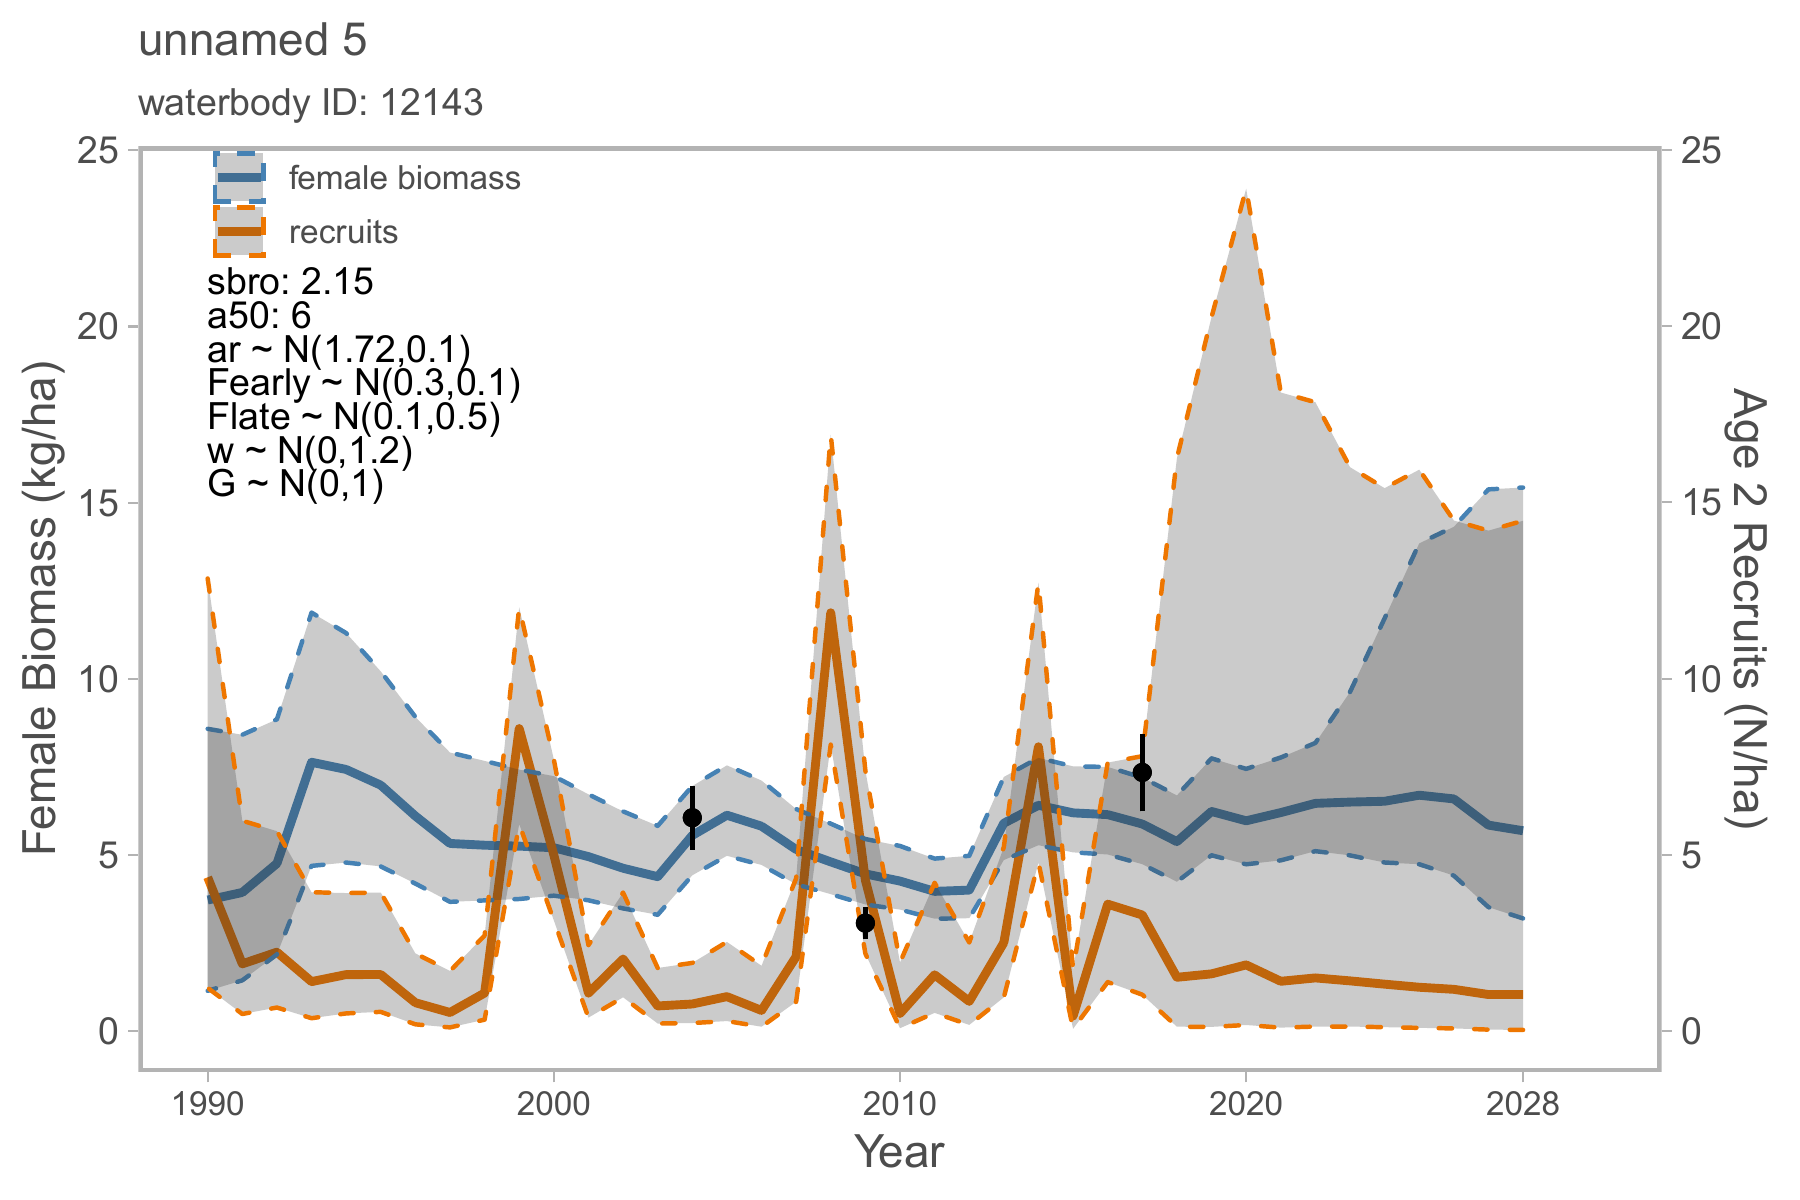 unnamed 5
waterbody ID: 12143
female biomass
recruits
sbro: 2.15
a50: 6
ar ~ N(1.72,0.1)
Fearly ~ N(0.3,0.1)
Flate ~ N(0.1,0.5)
w ~ N(0,1.2)
G ~ N(0,1)
Female Biomass (kg/ha)
25
20
15
10
5
0
25
20
15
10
5
0
Age 2 Recruits (N/ha)
1990 2000 2010 2020 2028
Year